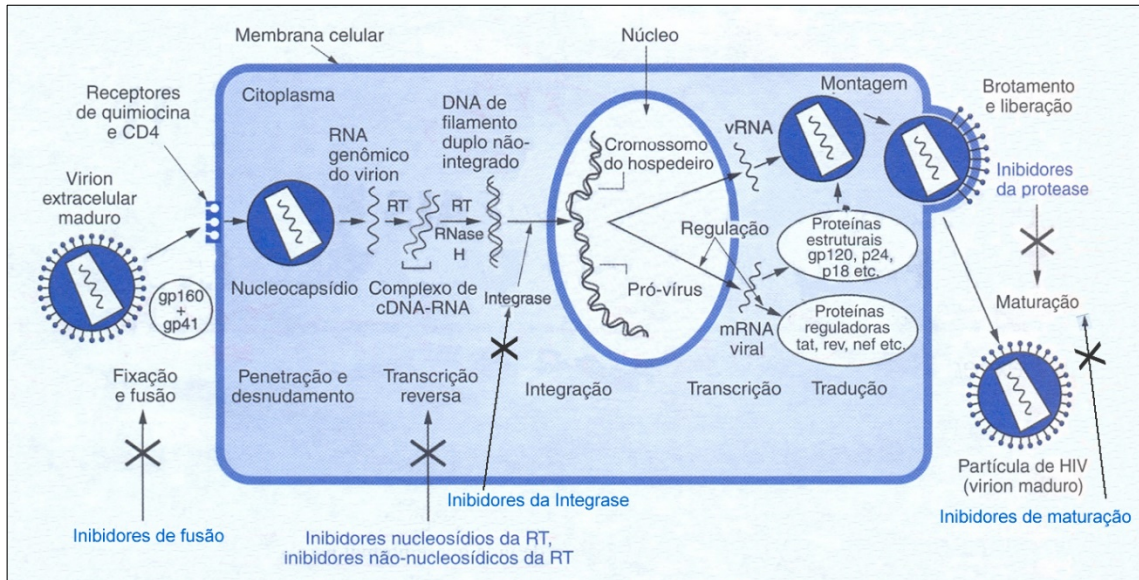 Membrana celular
Núcleo
Receptores
de quimiocina
e CD4
Citoplasma
DNA de
filamento
duplo não-
integrado
Montagem
Brotamento
e liberação
RNA
genômico
do virion
vRNA
Cromossomo
do hospedeiro
Virion
extracelular
maduro
Inibidores
da protease
RT
RT
RNase
H
Regulação
Proteínas
estruturais
gp120, p24,
p18 etc.
gp160
+
gp41
Nucleocapsídio
Complexo de
cDNA-RNA
Integrase
Pró-vírus
mRNA
viral
Proteínas
reguladoras
tat, rev, nef etc.
Maturação
Fixação
e fusão
Penetração e
desnudamento
Transcrição
reversa
Integração
Transcrição
Tradução
Partícula de HIV
(virion maduro)
Inibidores da Integrase
Inibidores de maturação
Inibidores de fusão
Inibidores nucleosídios da RT,
inibidores não-nucleosídicos da RT